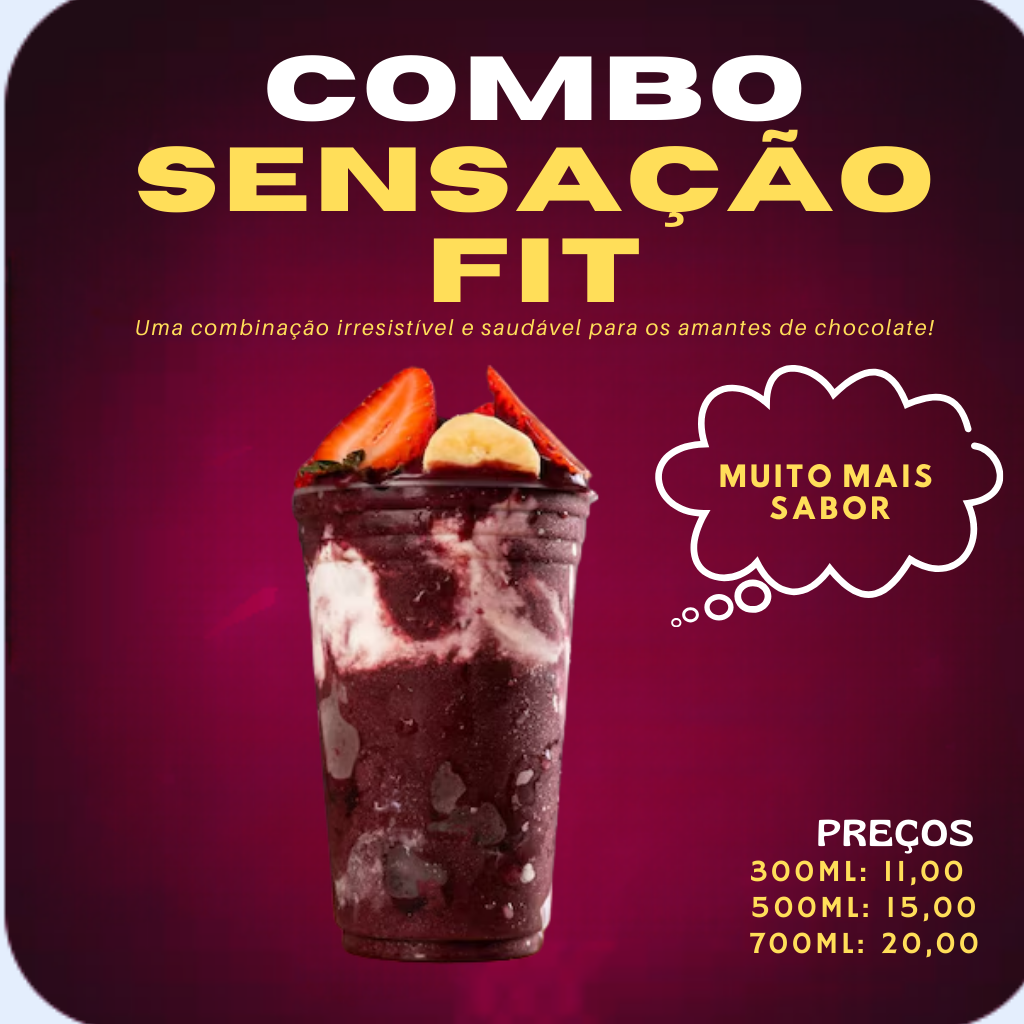 COMBO
SENSAÇÃO
FIT
Uma combinação irresistível e saudável para os amantes de chocolate!
MUITO MAIS
SABOR
PREÇOS
300ML: 11,00
500ML: 15,00
700ML: 20,00